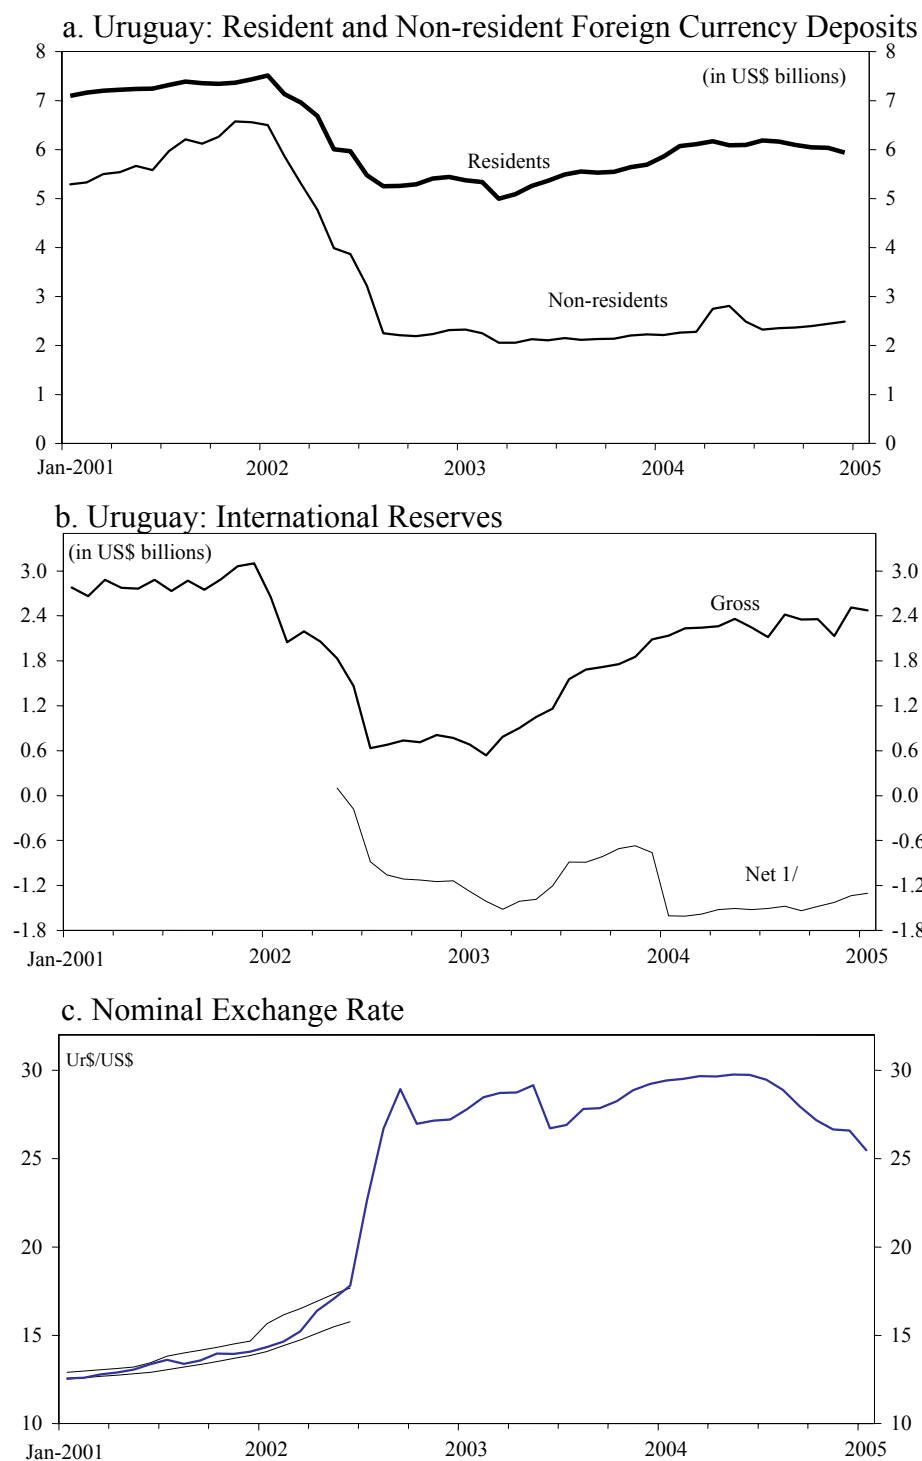 a. Uruguay: Resident and Non-resident Foreign Currency Deposits
8 8
(in US$ billions)
7 7
6 6
Residents
5 5
4 4
3 3
Non-residents
2 2
1 1
0 0
Jan-2001 2002 2003 2004 2005
b. Uruguay: International Reserves
(in US$ billions)
3.0 3.0
Gross
2.4 2.4
1.8 1.8
1.2 1.2
0.6 0.6
0.0 0.0
-0.6 -0.6
Net 1/
-1.2 -1.2
-1.8 -1.8
Jan-2001 2002 2003 2004 2005
c. Nominal Exchange Rate
Ur$/US$
30 30
25 25
20 20
15 15
10 10
Jan-2001 2002 2003 2004 2005